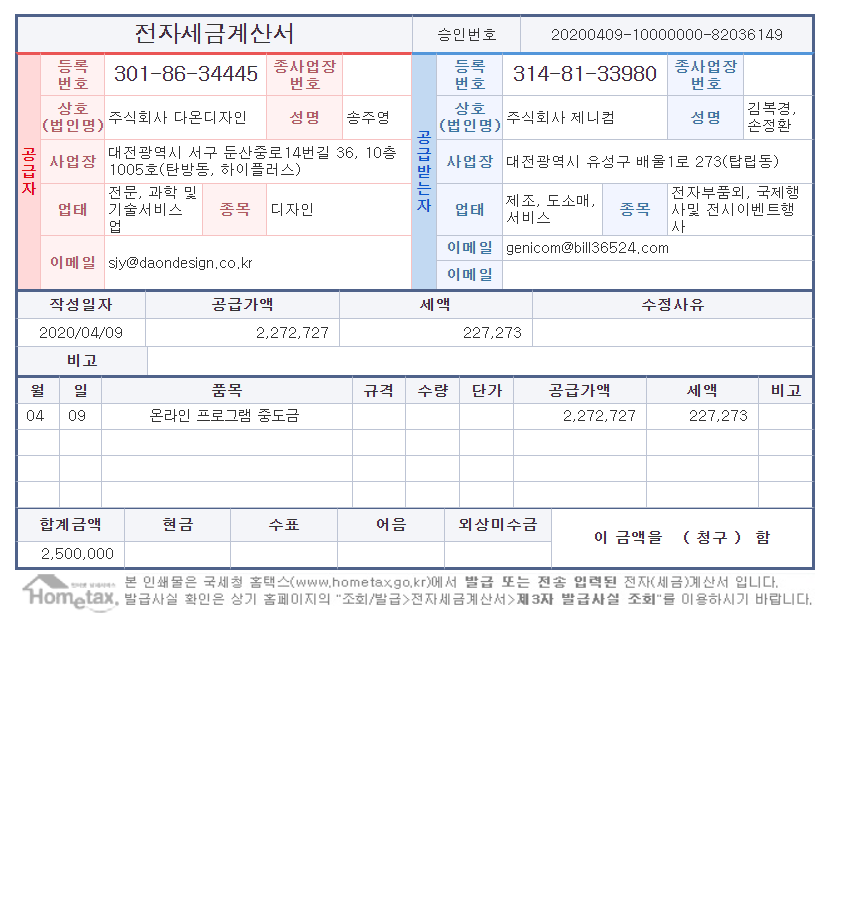 전자세금계산서 승인번호 20200409-10000000-82036149
공급자
등록번호 301-86-34445 종사업장번호
상호(법인명) 주식회사 다온디자인 성명 송주영
사업장 대전광역시 서구 둔산중로14번길 36, 10층
1005호(탄방동, 하이플러스)
업태 전문, 과학 및
기술서비스
업
종목 디자인
이메일 sjy@daondesign.co.kr
공급받는자
등록번호 314-81-33980 종사업장번호
상호(법인명) 주식회사 제니컴 성명 김복경,
손정환
사업장 대전광역시 유성구 배울1로 273(탑립동)
업태 제조, 도소매,
서비스
종목 전자부품외, 국제행
사및 전시이벤트행
사
이메일 genicom@bill36524.com
이메일
작성일자 공급가액 세액 수정사유
2020/04/09 2,272,727 227,273
비고
월 일 품목 규격 수량 단가 공급가액 세액 비고
04 09 온라인 프로그램 중도금 2,272,727 227,273
합계금액 현금 수표 어음 외상미수금 이 금액을 ( 청구 ) 함
2,500,000
Hometax.
본 인쇄물은 국세청 홈택스(www.hometax.go.kr)에서 발급 또는 전송 입력된 전자(세금)계산서 입니다.
발급사실 확인은 상기 홈페이지의 "조회/발급>전자세금계산서>제3자 발급사실 조회"를 이용하시기 바랍니다.